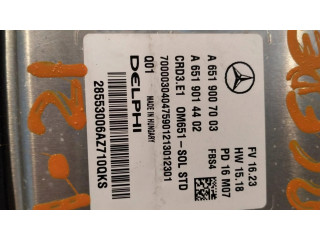 A 651 900 70 03
A 651 901 44 02
CRD3.E1 OM651-SOL STD
700003040475901213012301
Q01
MADE IN HUNGARY
DELPHI
28553006AZ710QKS
FV 16.23
HW 15.18
PD 16 M07
FBS4